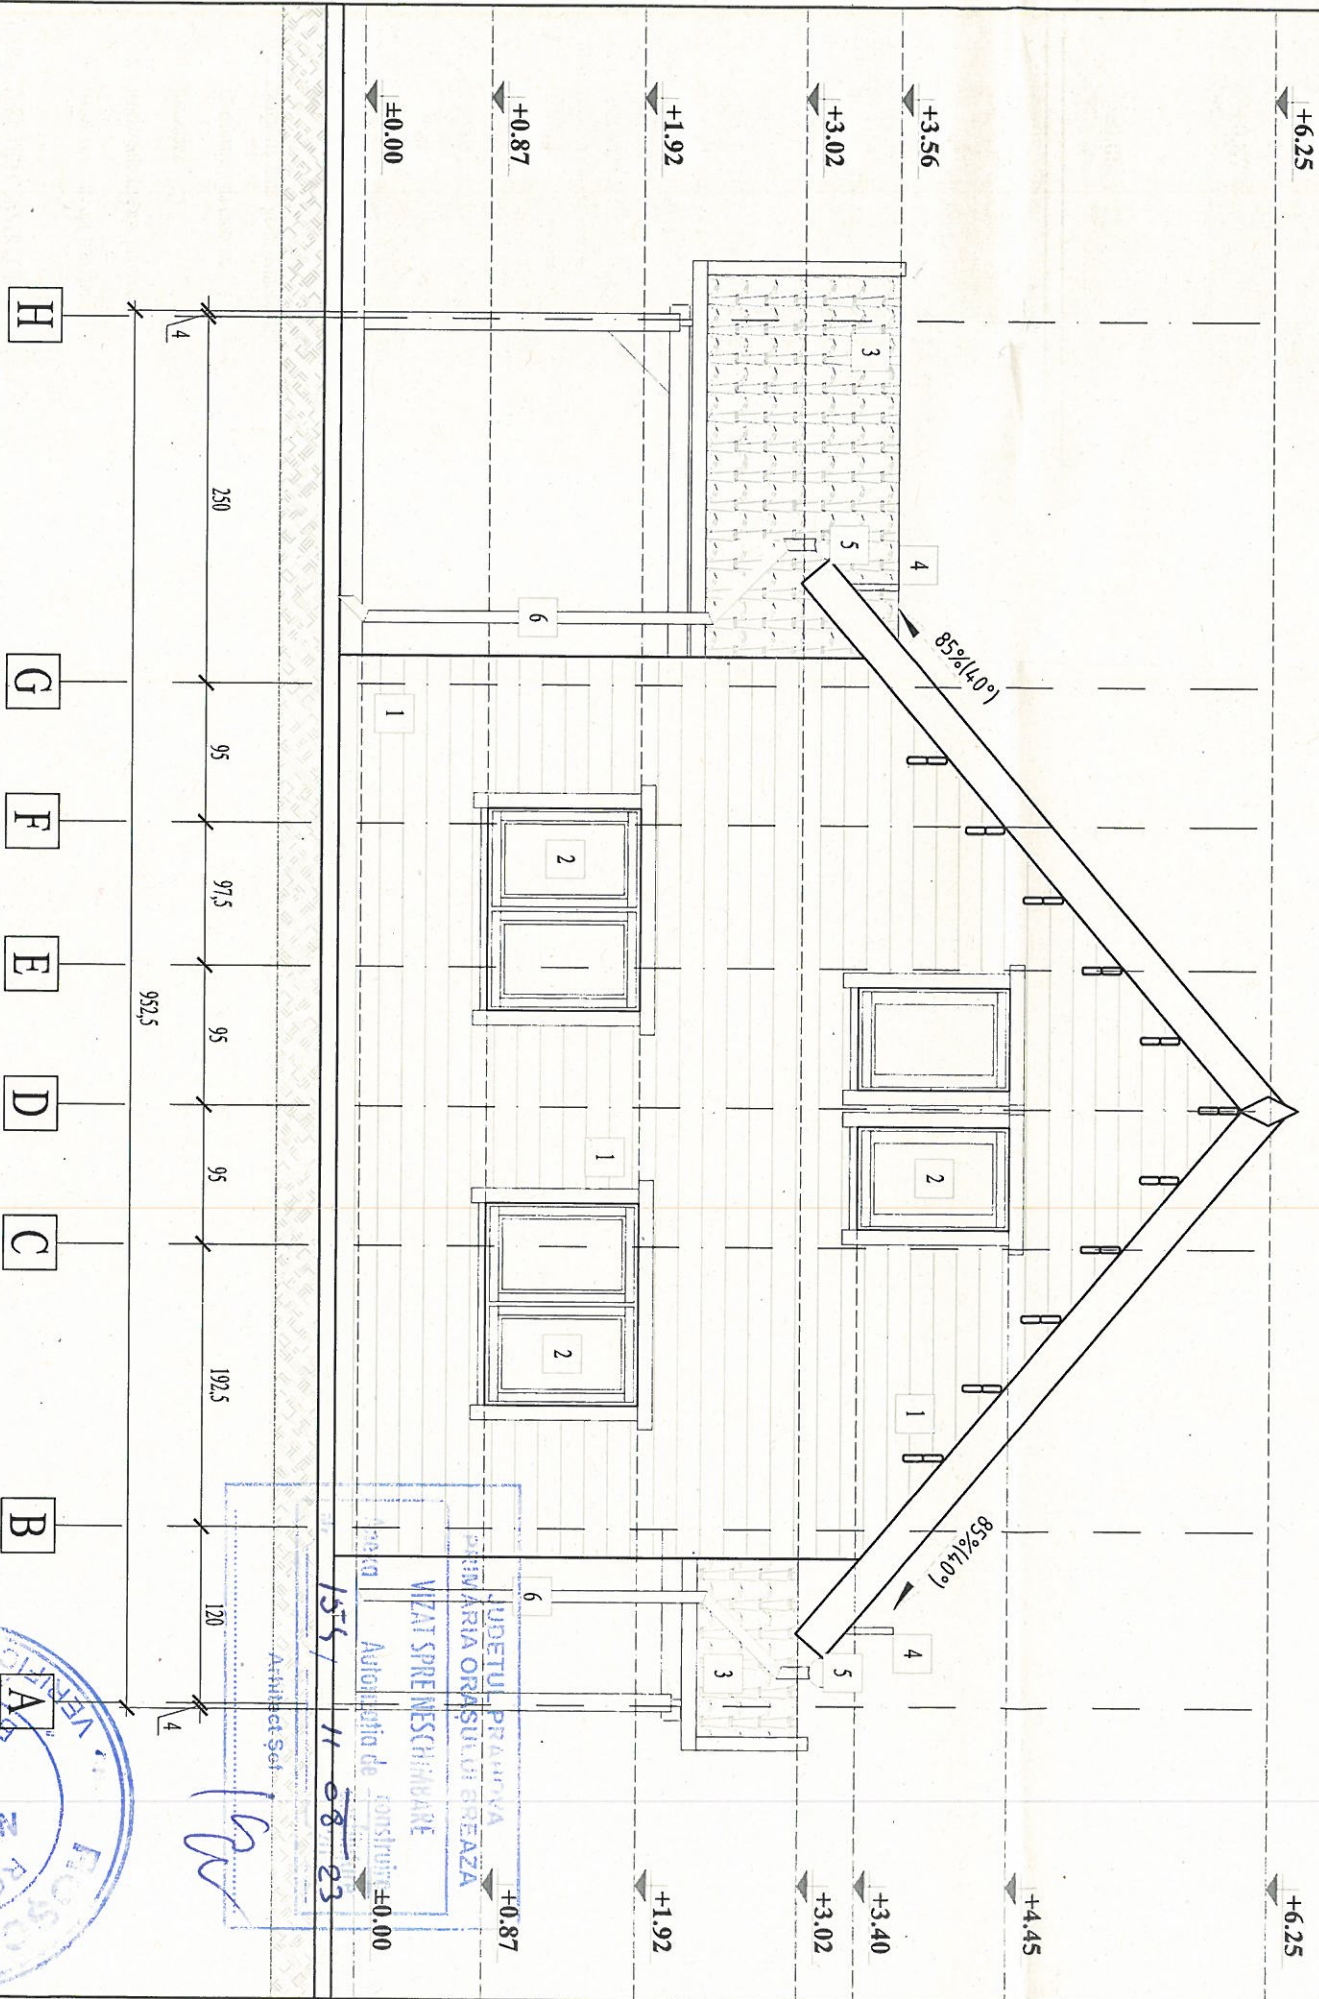 +6.25
+3.56
+3.02
+1.92
+0.87
±0.00
+6.25
+4.45
+3.40
+3.02
+1.92
+0.87
±0.00
85%(40°)
85%(40°)
4
5
3
6
1
2
2
1
2
1
4
5
3
6
4
250
95
97,5
95
95
192,5
120
4
952,5
H
G
F
E
D
C
B
A
JUDETUL PRAHOVA
PRIMARIA ORASULUI BREAZA
VIZAT SPRE NESCHIMBARE
Anexa Autorizatia de construire
155/ 11 08 23
Arhitect Sef
VERIFIC